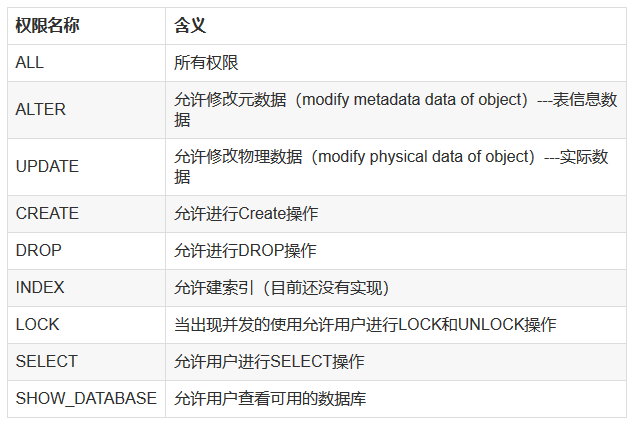 权限名称 含义
ALL 所有权限
ALTER 允许修改元数据（modify metadata data of object）---表信息数
据
UPDATE 允许修改物理数据（modify physical data of object）---实际数
据
CREATE 允许进行Create操作
DROP 允许进行DROP操作
INDEX 允许建索引（目前还没有实现）
LOCK 当出现并发的使用允许用户进行LOCK和UNLOCK操作
SELECT 允许用户进行SELECT操作
SHOW_DATABASE 允许用户查看可用的数据库